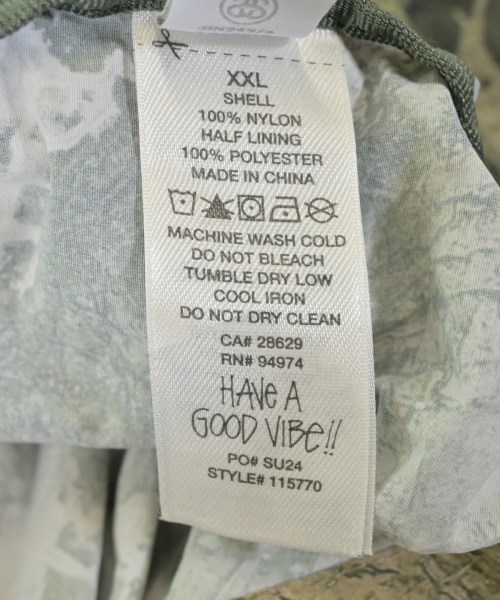 XXL
SHELL
100% NYLON
HALF LINING
100% POLYESTER
MADE IN CHINA
MACHINE WASH COLD
DO NOT BLEACH
TUMBLE DRY LOW
COOL IRON
DO NOT DRY CLEAN
CA# 28629
RN# 94974
HAVE A
GOOD VIBE!!
PO# SU24
STYLE# 115770